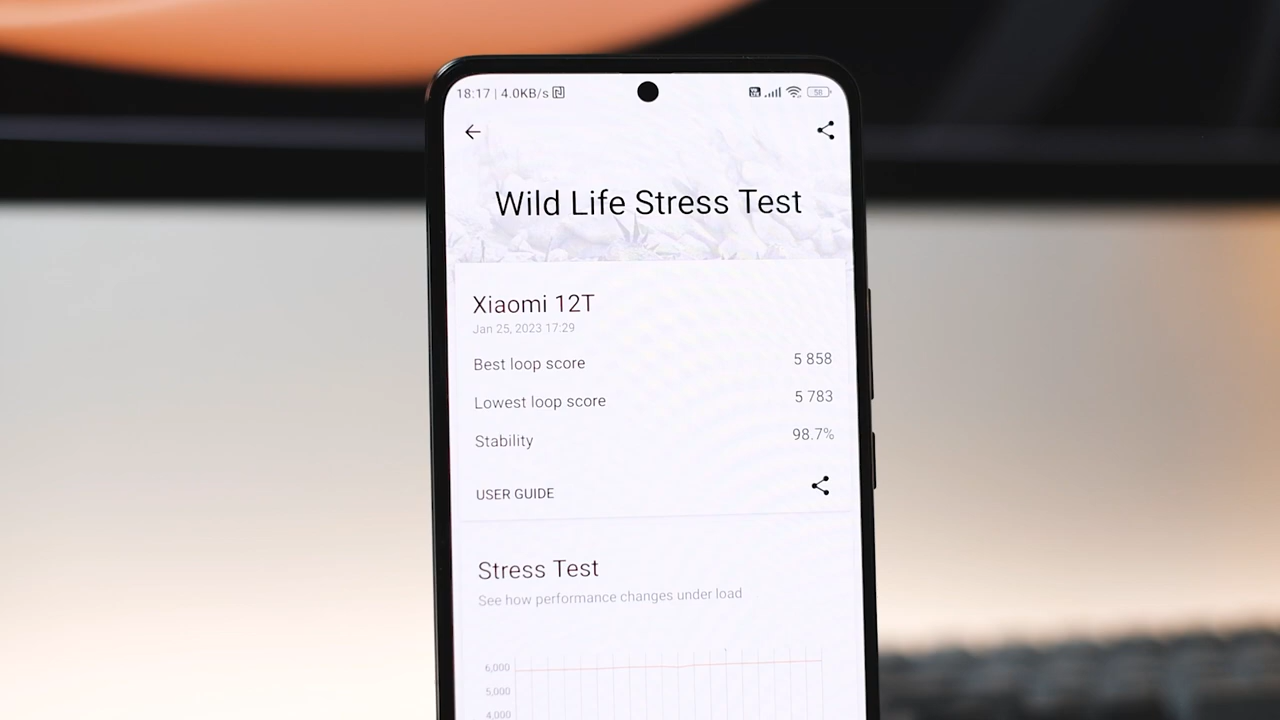 18:17 | 4.0KB/s 58
Wild Life Stress Test
Xiaomi 12T
Jan 25, 2023 17:29
Best loop score 5 858
Lowest loop score 5 783
Stability 98.7%
USER GUIDE
Stress Test
See how performance changes under load
6,000
5,000
4,000